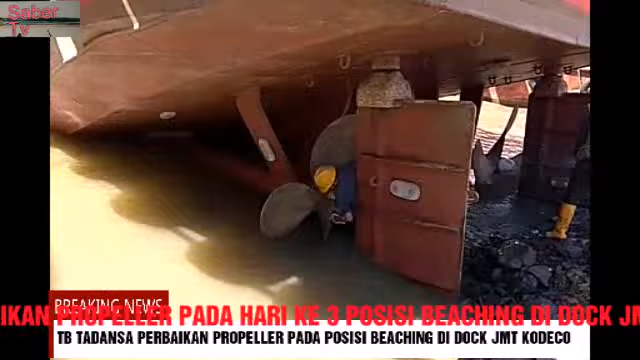 Saber
Tv
BREAKING NEWS
IKAN PROPELLER PADA HARI KE 3 POSISI BEACHING DI DOCK JM
TB TADANSA PERBAIKAN PROPELLER PADA POSISI BEACHING DI DOCK JMT KODECO